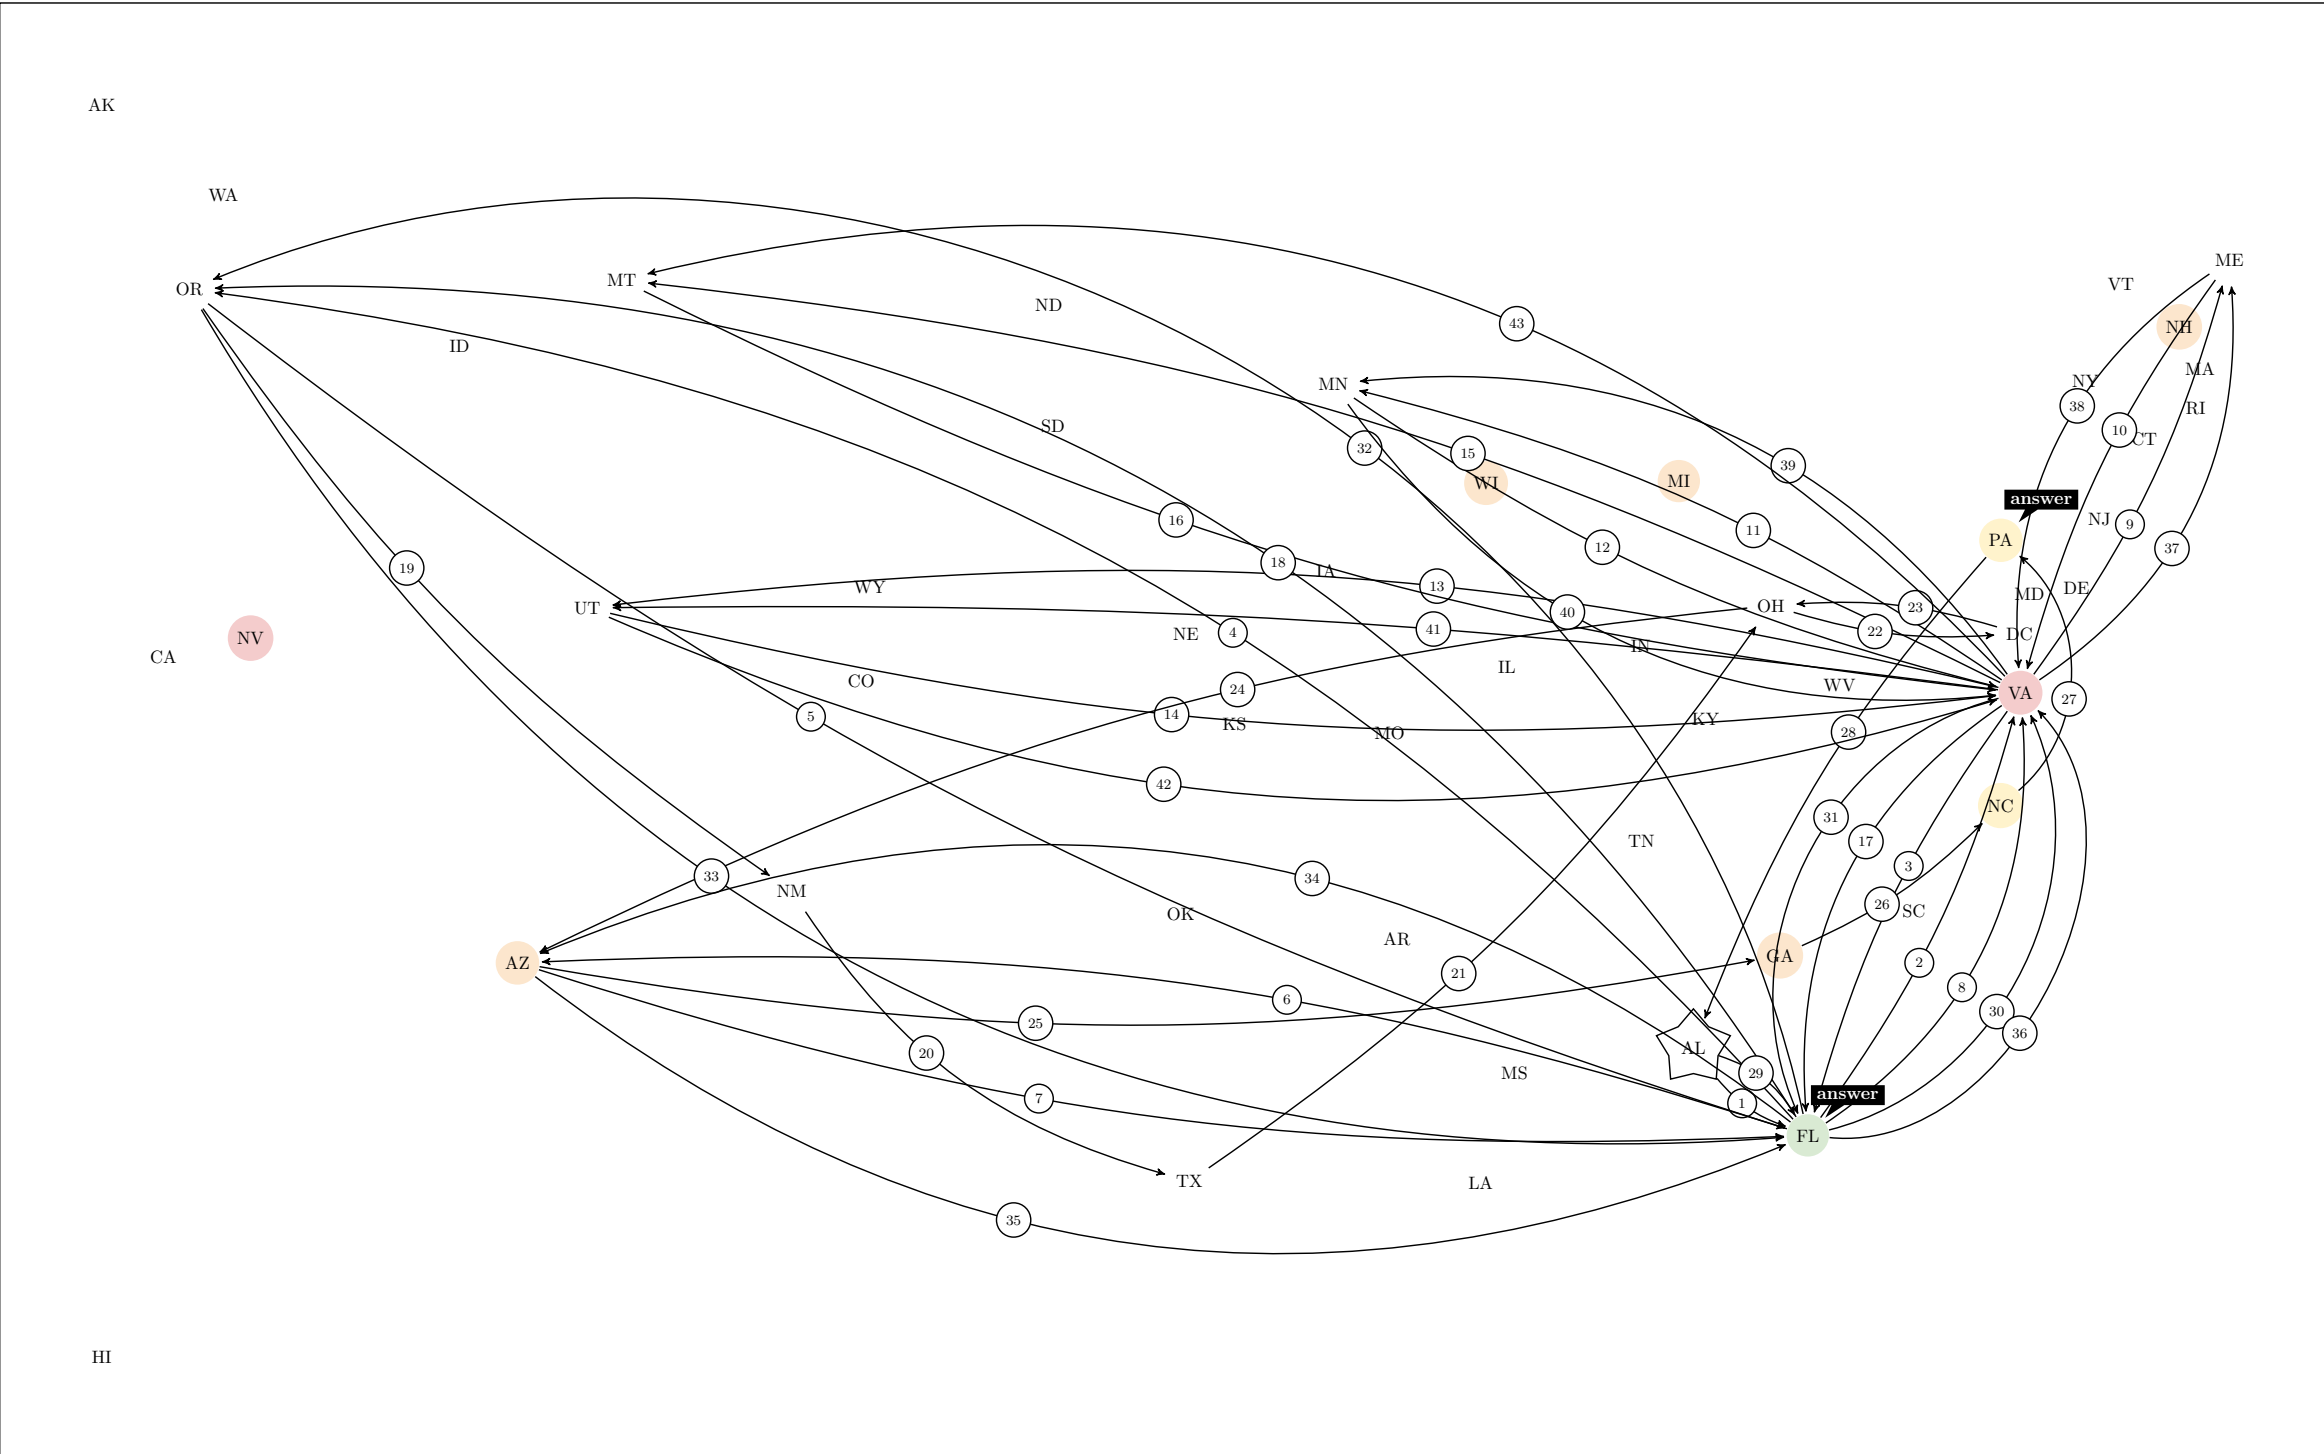 AK
WA
ME
MT
VT
OR
ND
43
NH
ID
MA
NY
MN
38
RI
SD
10
CT
32
15
39
MI
WI
answer
16
NJ
9
11
PA
12
37
18
19
IA
13
WY
DE
MD
OH
23
UT
40
41
22
DC
NE
4
NV
IN
CA
IL
CO
WV
24
VA
27
14
5
KS
KY
MO
28
42
NC
31
TN
17
3
33
34
NM
26
OK
SC
AR
GA
AZ
2
21
8
6
30
25
36
AL
20
MS
29
answer
7
1
FL
TX
LA
35
HI